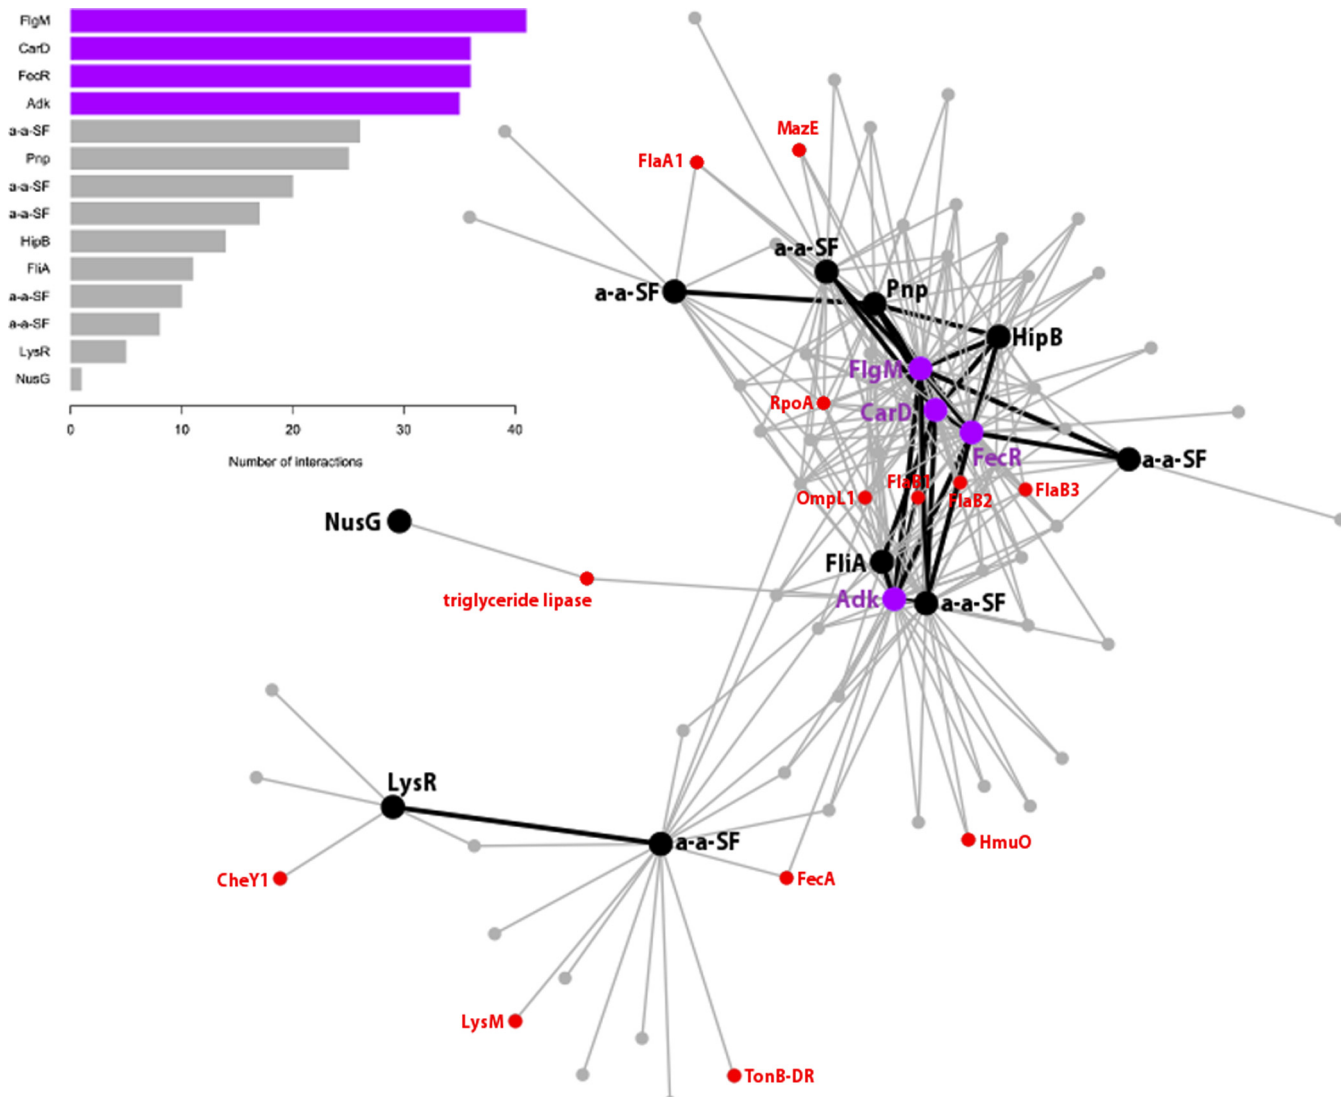 FlgM
CarD
FecR
Adk
a-a-SF
Pnp
a-a-SF
a-a-SF
HipB
FliA
a-a-SF
a-a-SF
LysR
NusG
0 10 20 30 40
Number of interactions
MazE
FlaA1
a-a-SF
a-a-SF
Pnp
HipB
FlgM
RpoA
CarD
FecR
a-a-SF
FlaB1
FlaB3
OmpL1
FlaB2
NusG
FliA
triglyceride lipase
Adk
a-a-SF
LysR
a-a-SF
HmuO
CheY1
FecA
LysM
TonB-DR